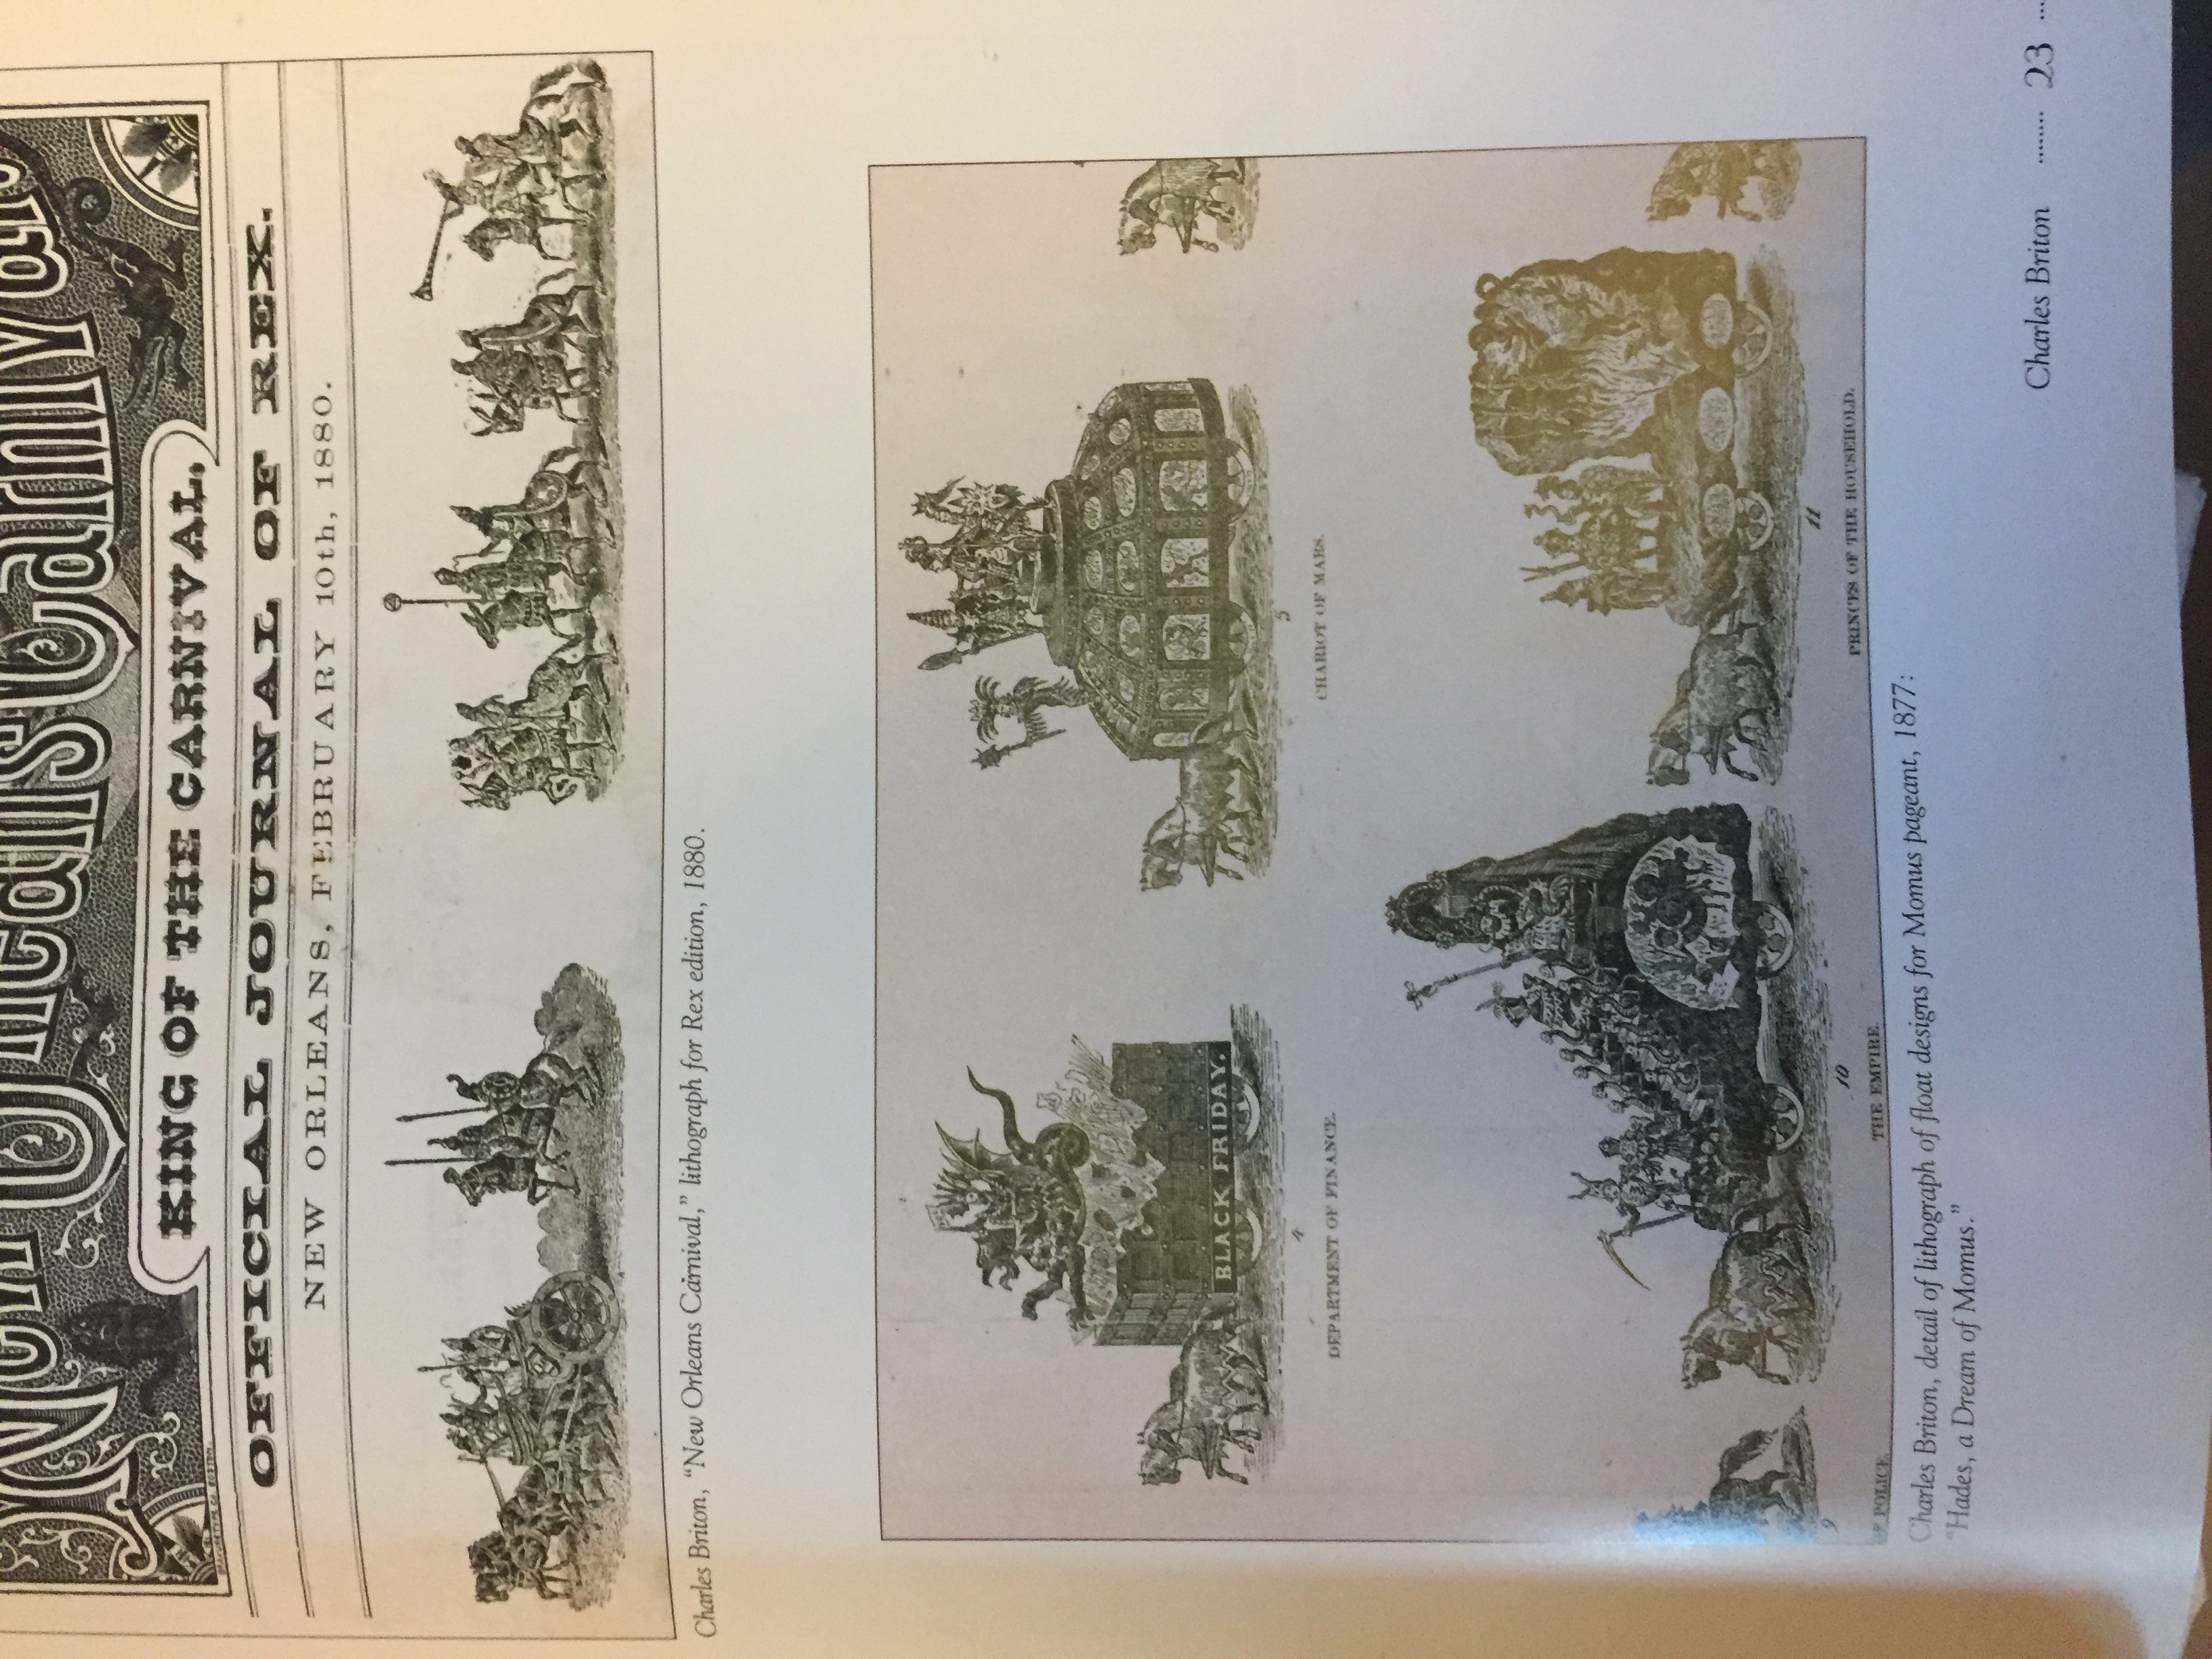 New Orleans Carnival
KING OF THE CARNIVAL.
OFFICIAL JOURNAL OF REX.
NEW ORLEANS, FEBRUARY 10th, 1880.
Charles Briton, "New Orleans Carnival," lithograph for Rex edition, 1880.
BLACK FRIDAY.
4
DEPARTMENT OF FINANCE.
5
CHARIOT OF MARS.
9
POLICE
10
THE EMPIRE
11
PRINCES OF THE HOUSEHOLD.
Charles Briton, detail of lithograph of float designs for Momus pageant, 1877:
"Hades, a Dream of Momus."
Charles Briton ........ 23 ...